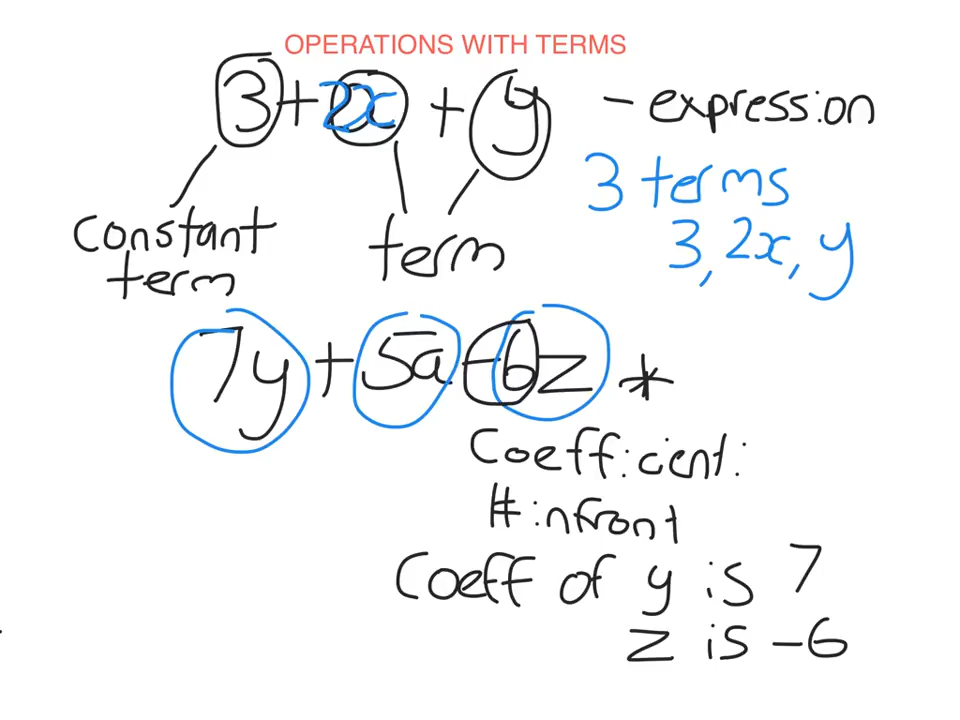 OPERATIONS WITH TERMS
3 + 2x + y - expression
3 terms
3, 2x, y
constant term
term
7y + 5a - 6z *
Coefficient:
# infront
Coeff of y is 7
z is -6